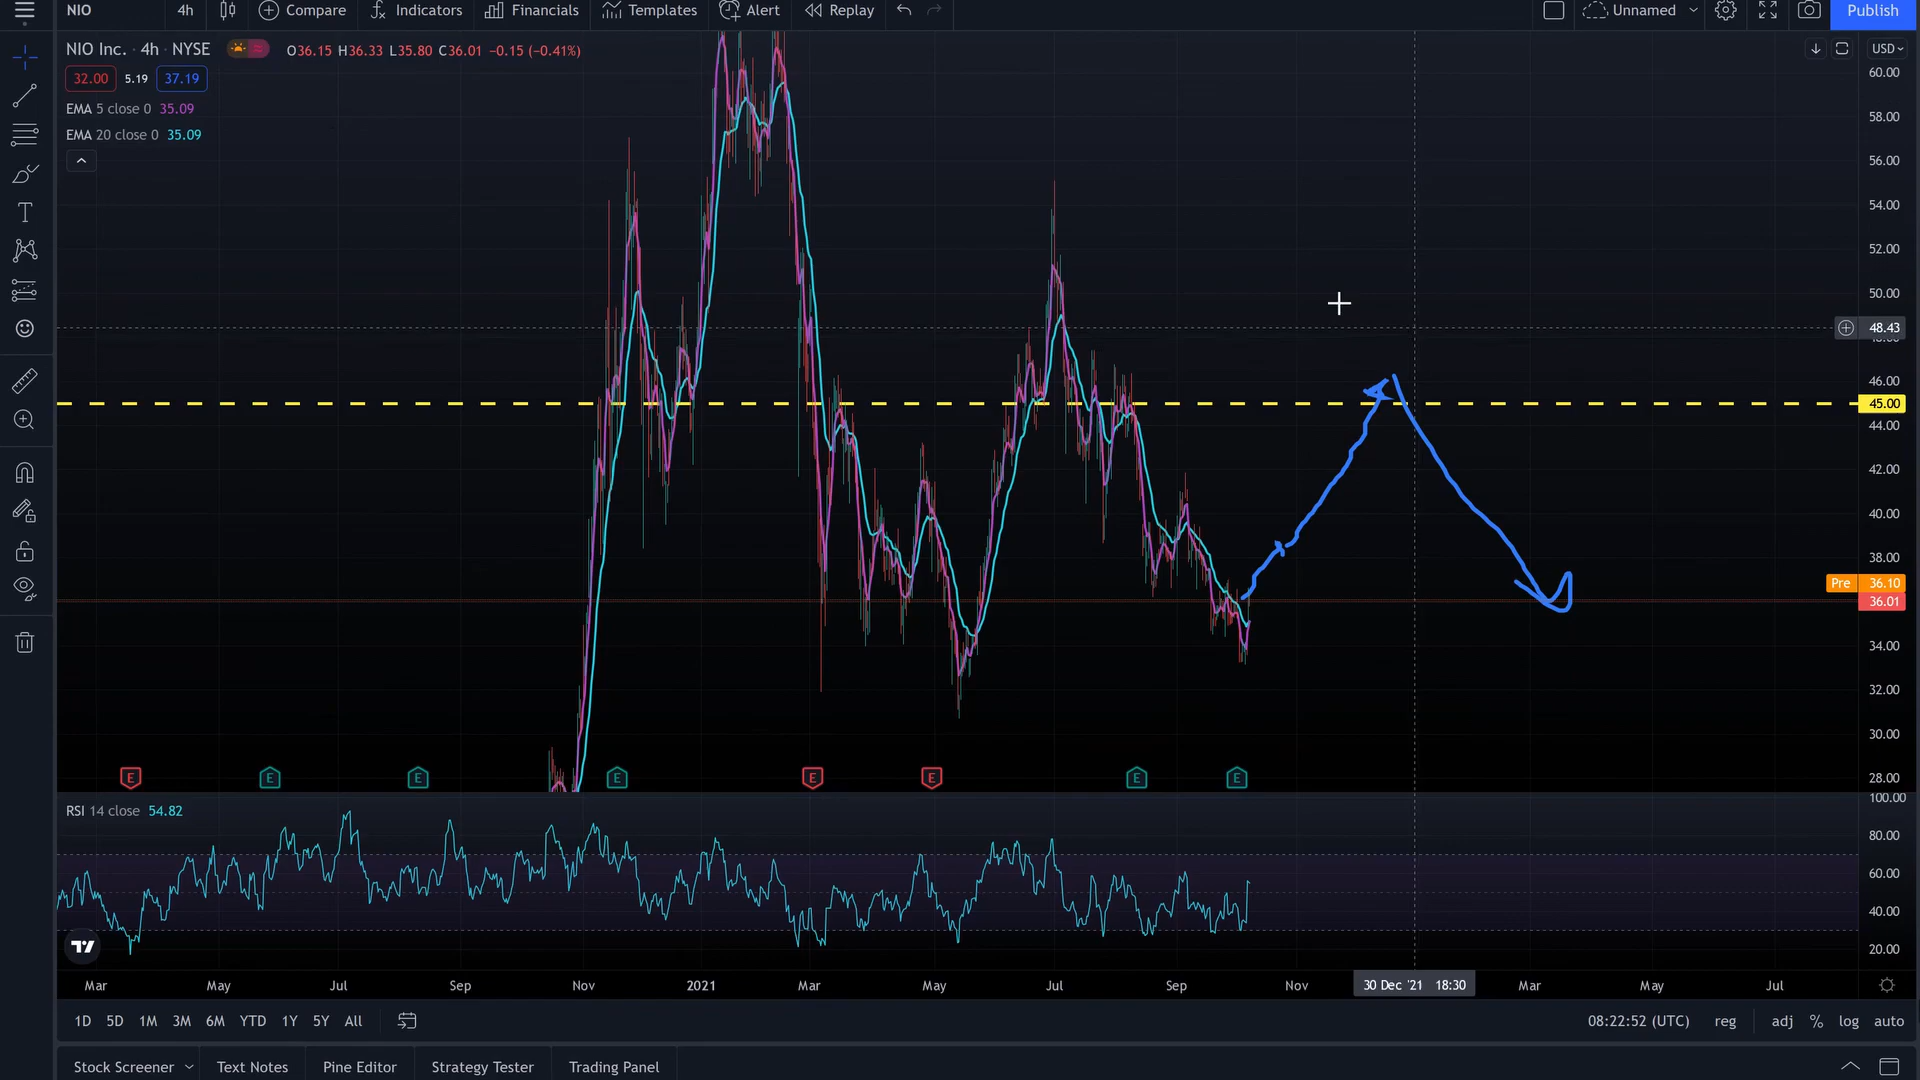 NIO 4h Compare Indicators Financials Templates Alert Replay Unnamed Publish
NIO Inc. · 4h · NYSE O36.15 H36.33 L35.80 C36.01 −0.15 (−0.41%) USD
32.00 5.19 37.19
EMA 5 close 0 35.09
EMA 20 close 0 35.09
60.00
58.00
56.00
54.00
52.00
50.00
48.43
48.00
46.00
45.00
44.00
42.00
40.00
38.00
Pre 36.10
36.01
34.00
32.00
30.00
28.00
E E E E E E E E
RSI 14 close 54.82
100.00
80.00
60.00
40.00
20.00
Mar May Jul Sep Nov 2021 Mar May Jul Sep Nov 30 Dec '21 18:30 Mar May Jul
1D 5D 1M 3M 6M YTD 1Y 5Y All 08:22:52 (UTC) reg adj % log auto
Stock Screener Text Notes Pine Editor Strategy Tester Trading Panel